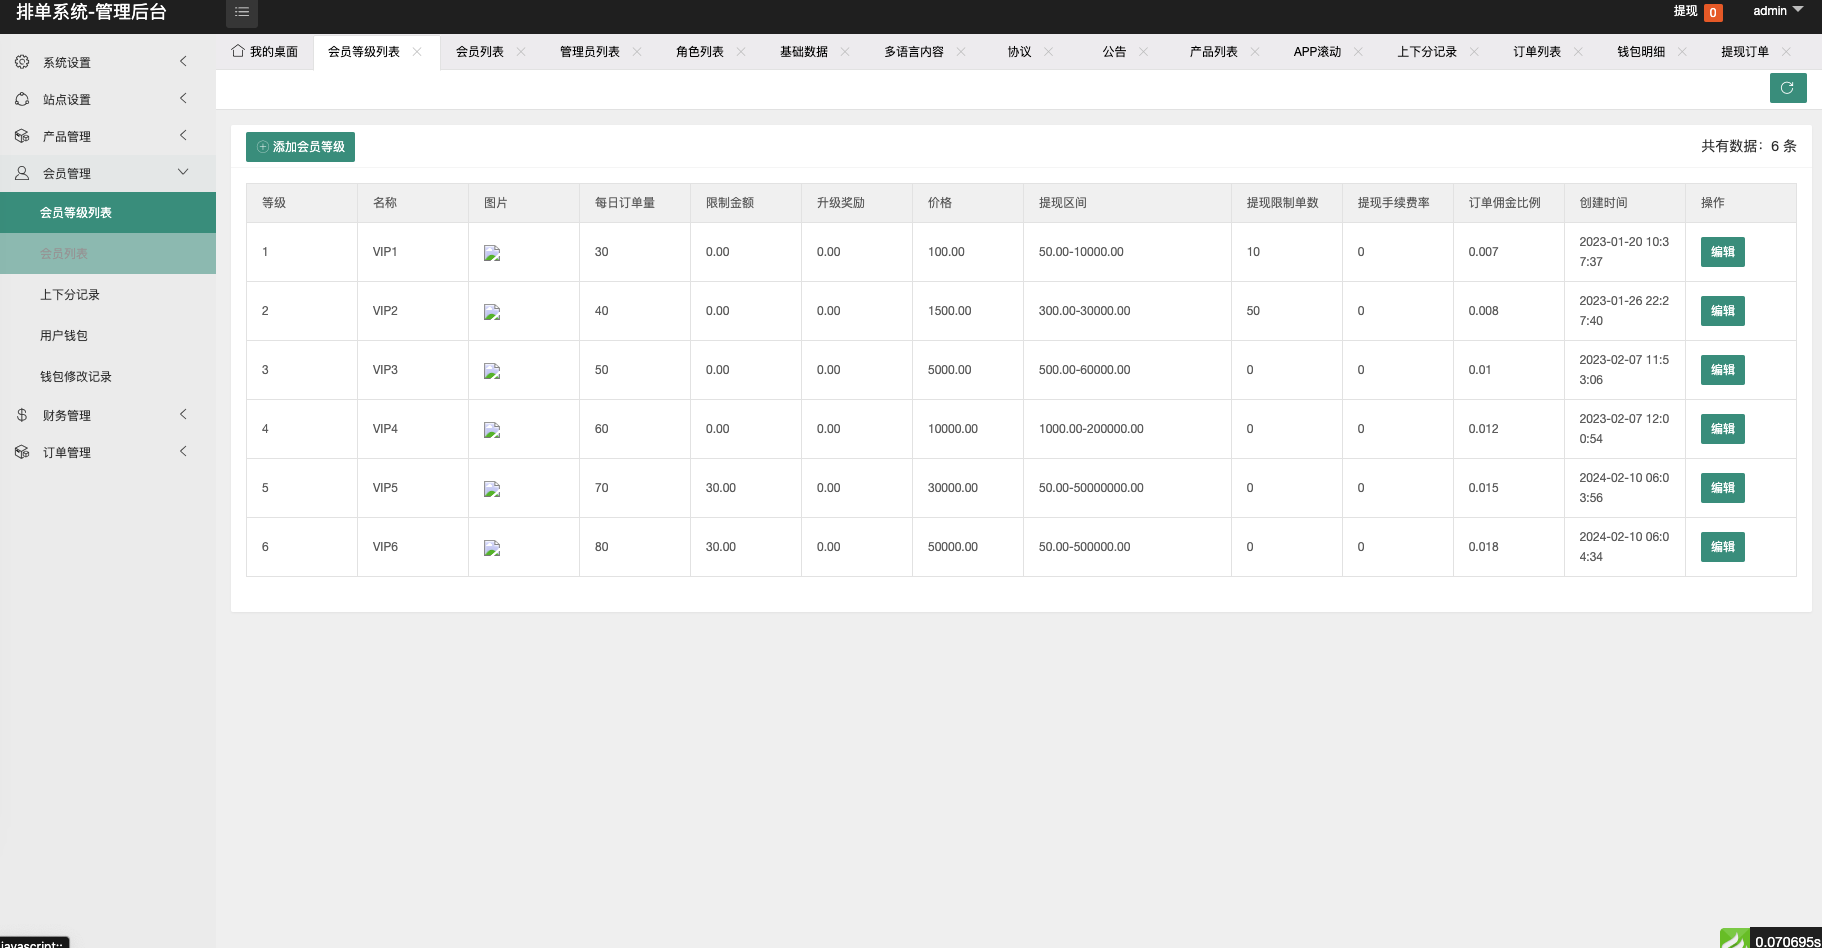 排单系统-管理后台
提现 0 admin
系统设置
站点设置
产品管理
会员管理
会员等级列表
会员列表
上下分记录
用户钱包
钱包修改记录
财务管理
订单管理
我的桌面 会员等级列表 会员列表 管理员列表 角色列表 基础数据 多语言内容 协议 公告 产品列表 APP滚动 上下分记录 订单列表 钱包明细 提现订单
添加会员等级
共有数据：6 条
等级 名称 图片 每日订单量 限制金额 升级奖励 价格 提现区间 提现限制单数 提现手续费率 订单佣金比例 创建时间 操作
1 VIP1 30 0.00 0.00 100.00 50.00-10000.00 10 0 0.007 2023-01-20 10:3
7:37 编辑
2 VIP2 40 0.00 0.00 1500.00 300.00-30000.00 50 0 0.008 2023-01-26 22:2
7:40 编辑
3 VIP3 50 0.00 0.00 5000.00 500.00-60000.00 0 0 0.01 2023-02-07 11:5
3:06 编辑
4 VIP4 60 0.00 0.00 10000.00 1000.00-200000.00 0 0 0.012 2023-02-07 12:0
0:54 编辑
5 VIP5 70 30.00 0.00 30000.00 50.00-50000000.00 0 0 0.015 2024-02-10 06:0
3:56 编辑
6 VIP6 80 30.00 0.00 50000.00 50.00-500000.00 0 0 0.018 2024-02-10 06:0
4:34 编辑
javascript:;
0.070695s